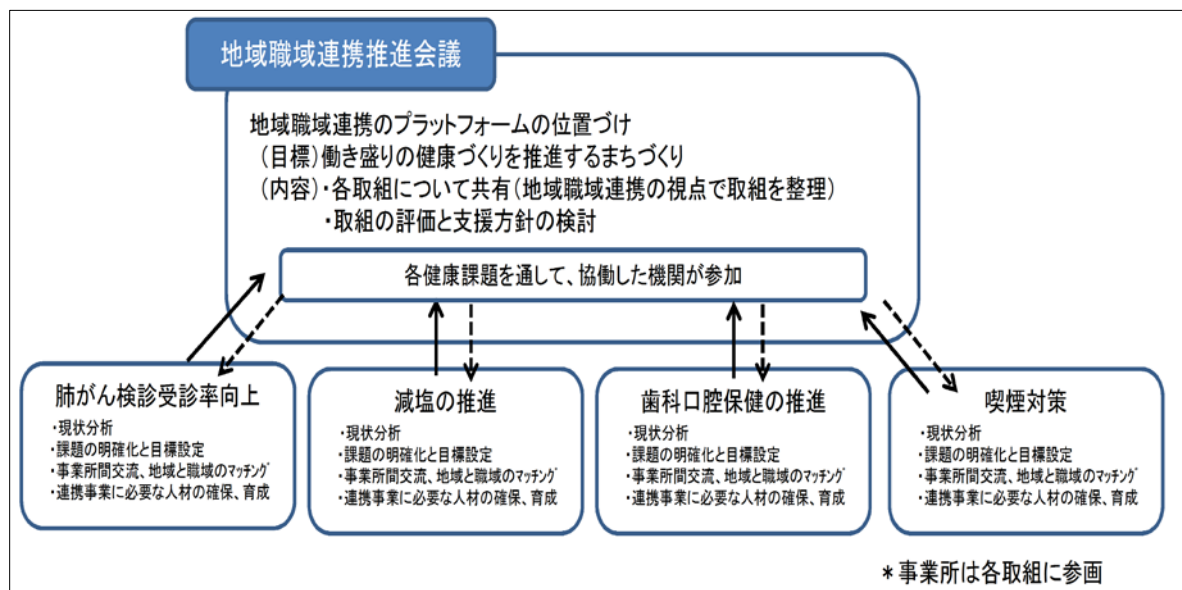 地域職域連携推進会議
地域職域連携のプラットフォームの位置づけ
(目標)働き盛りの健康づくりを推進するまちづくり
(内容)・各取組について共有(地域職域連携の視点で取組を整理)
・取組の評価と支援方針の検討
各健康課題を通して、協働した機関が参加
肺がん検診受診率向上
・現状分析
・課題の明確化と目標設定
・事業所間交流、地域と職域のマッチング
・連携事業に必要な人材の確保、育成
減塩の推進
・現状分析
・課題の明確化と目標設定
・事業所間交流、地域と職域のマッチング
・連携事業に必要な人材の確保、育成
歯科口腔保健の推進
・現状分析
・課題の明確化と目標設定
・事業所間交流、地域と職域のマッチング
・連携事業に必要な人材の確保、育成
喫煙対策
・現状分析
・課題の明確化と目標設定
・事業所間交流、地域と職域のマッチング
・連携事業に必要な人材の確保、育成
*事業所は各取組に参画